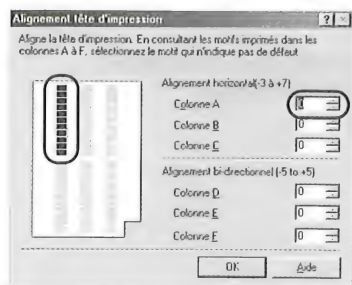 Alignement tête d'impression
Aligne la tête d'impression. En consultant les motifs imprimés dans les
colonnes A à F, sélectionnez le motif qui n'indique pas de défaut
Alignement horizontal(-3 à +7)
Colonne A 0
Colonne B 0
Colonne C 0
Alignement bi-directionnel (-5 to +5)
Colonne D 0
Colonne E 0
Colonne F 0
OK Aide